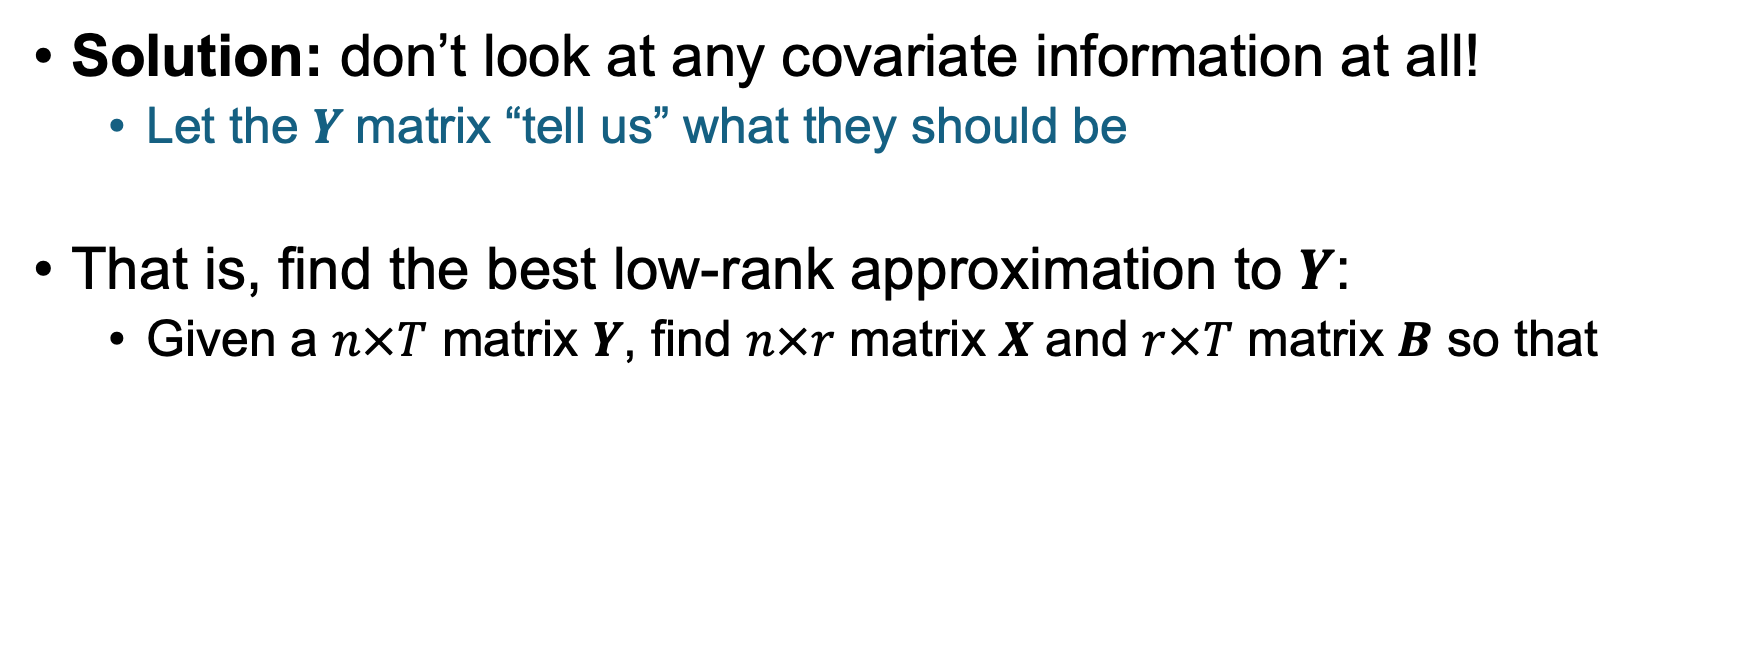 • Solution: don’t look at any covariate information at all!
• Let the Y matrix “tell us” what they should be
• That is, find the best low-rank approximation to Y:
• Given a n×T matrix Y, find n×r matrix X and r×T matrix B so that